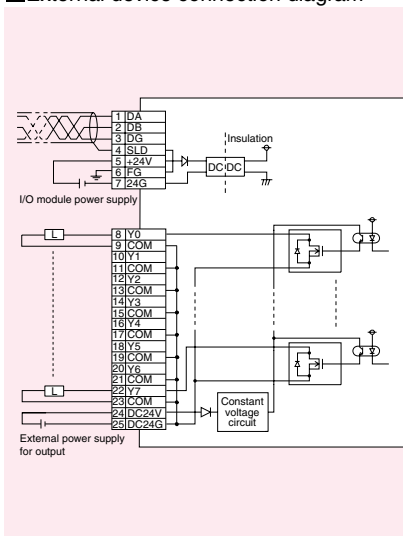 External device connection diagram
1 DA
2 DB
3 DG
4 SLD
5 +24V
6 FG
7 24G
Insulation
DC DC
I/O module power supply
L
8 Y0
9 COM
10 Y1
11 COM
12 Y2
13 COM
14 Y3
15 COM
16 Y4
17 COM
18 Y5
19 COM
20 Y6
21 COM
L
22 Y7
23 COM
24 DC24V
25 DC24G
Constant
voltage
circuit
External power supply
for output